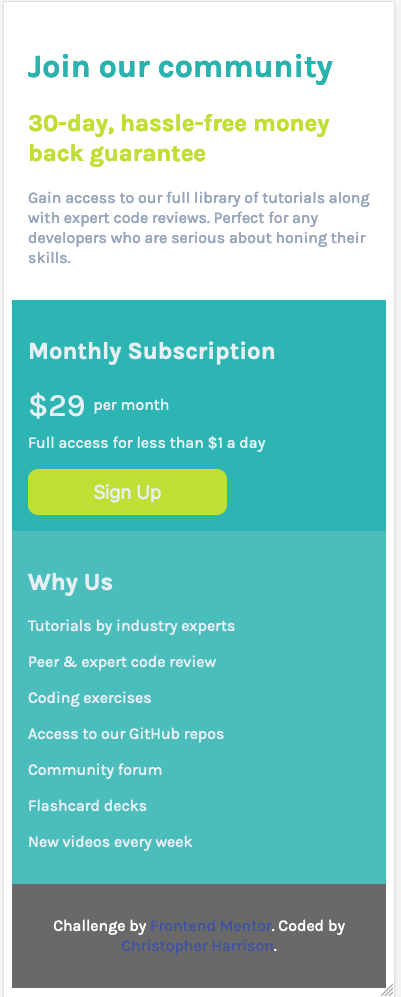 Join our community
30-day, hassle-free money
back guarantee
Gain access to our full library of tutorials along
with expert code reviews. Perfect for any
developers who are serious about honing their
skills.
Monthly Subscription
$29 per month
Full access for less than $1 a day
Sign Up
Why Us
Tutorials by industry experts
Peer & expert code review
Coding exercises
Access to our GitHub repos
Community forum
Flashcard decks
New videos every week
Challenge by Frontend Mentor. Coded by
Christopher Harrison.